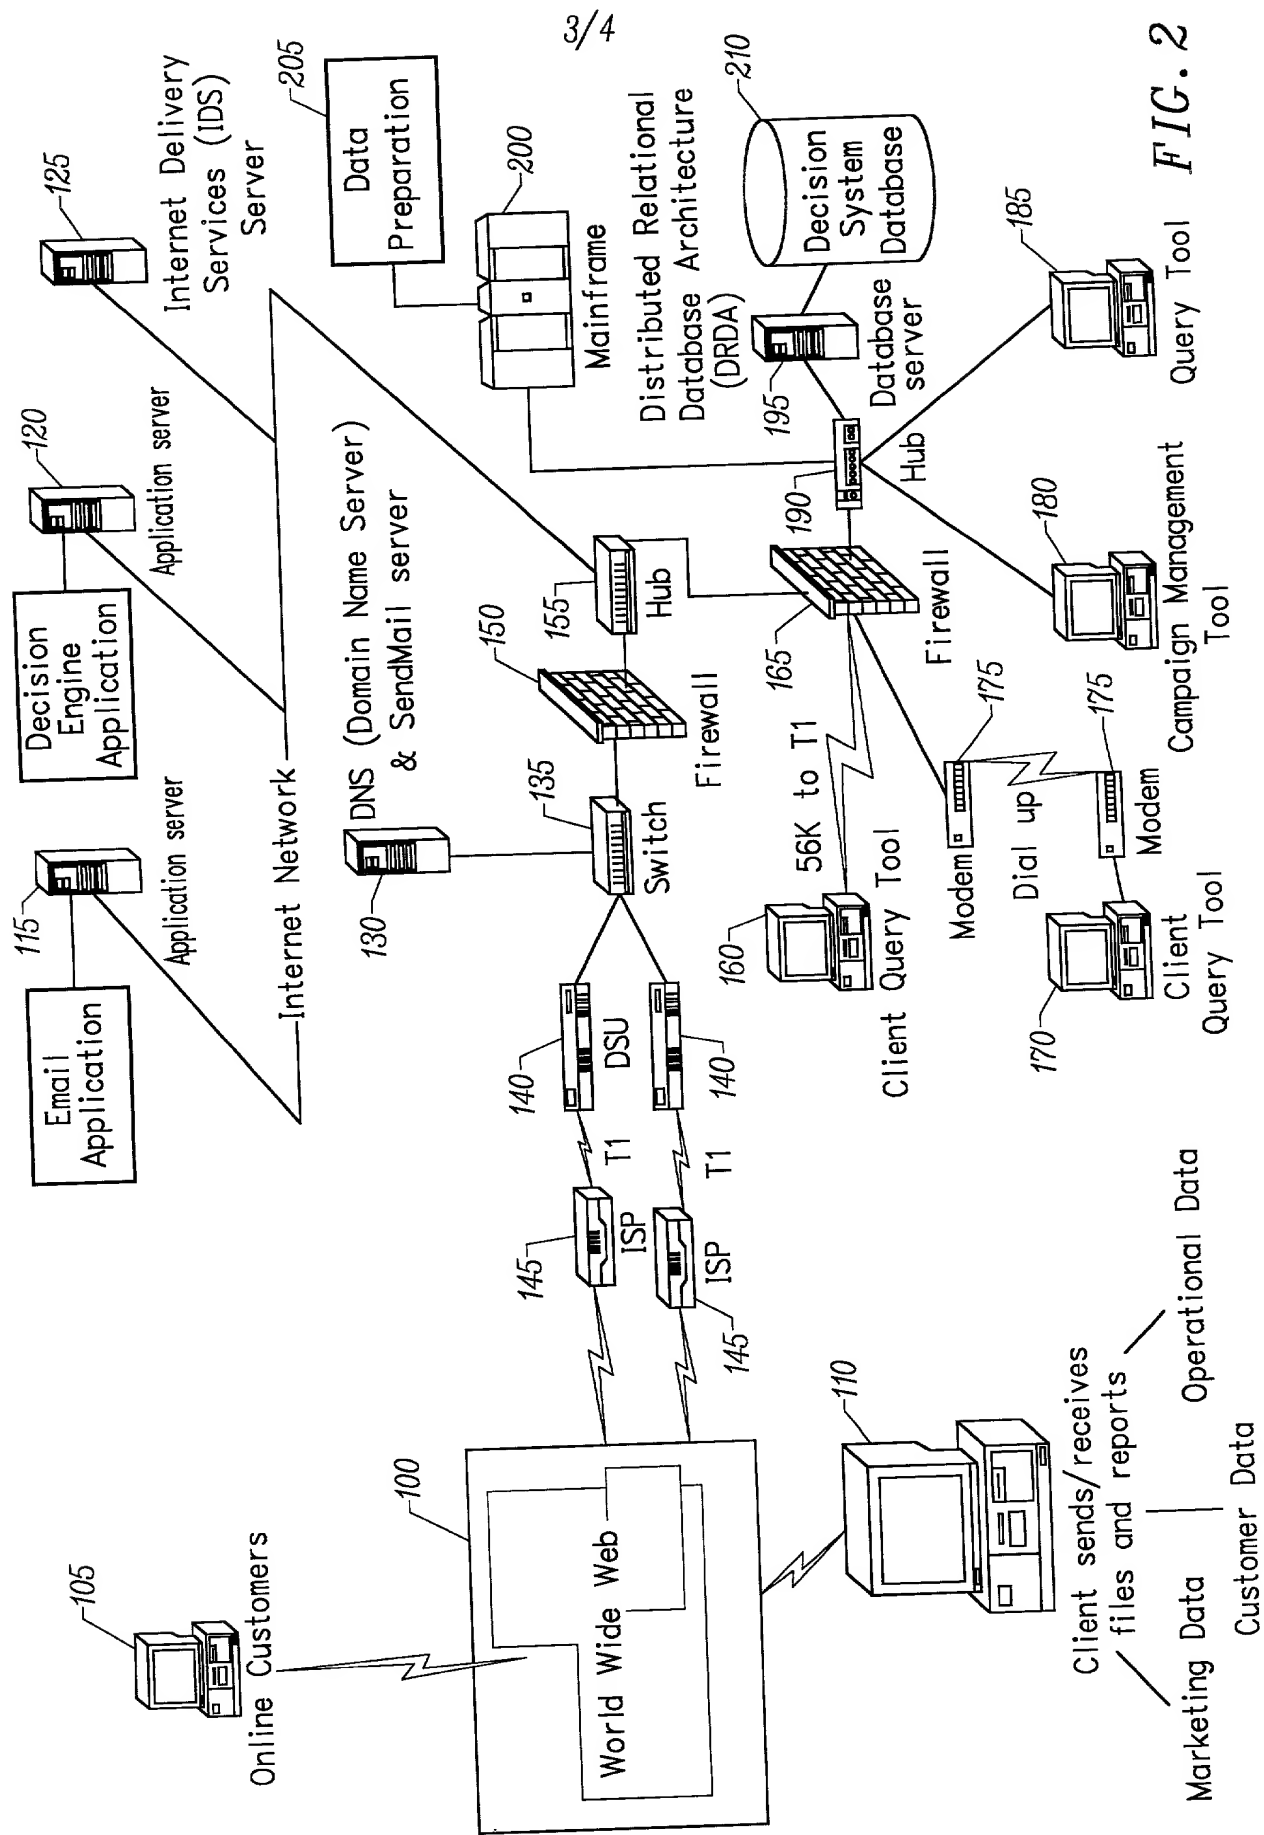 3/4
105
Online Customers
100
World Wide Web
110
Client sends/receives
files and reports
Marketing Data
Customer Data
Operational Data
Email
Application
115
Application server
Decision
Engine
Application
120
Application server
125
Internet Delivery
Services (IDS)
Server
Internet Network
130
DNS (Domain Name Server)
& SendMail server
145
ISP
T1
140
DSU
145
ISP
T1
140
135
Switch
150
Firewall
155
Hub
205
Data
Preparation
200
Mainframe
Distributed Relational
Database Architecture
(DRDA)
210
Decision
System
Database
195
Database
server
190
Hub
165
Firewall
160
Client Query Tool
56K to T1
175
Modem
Dial up
175
Modem
170
Client
Query Tool
180
Campaign Management
Tool
185
Query Tool
FIG. 2